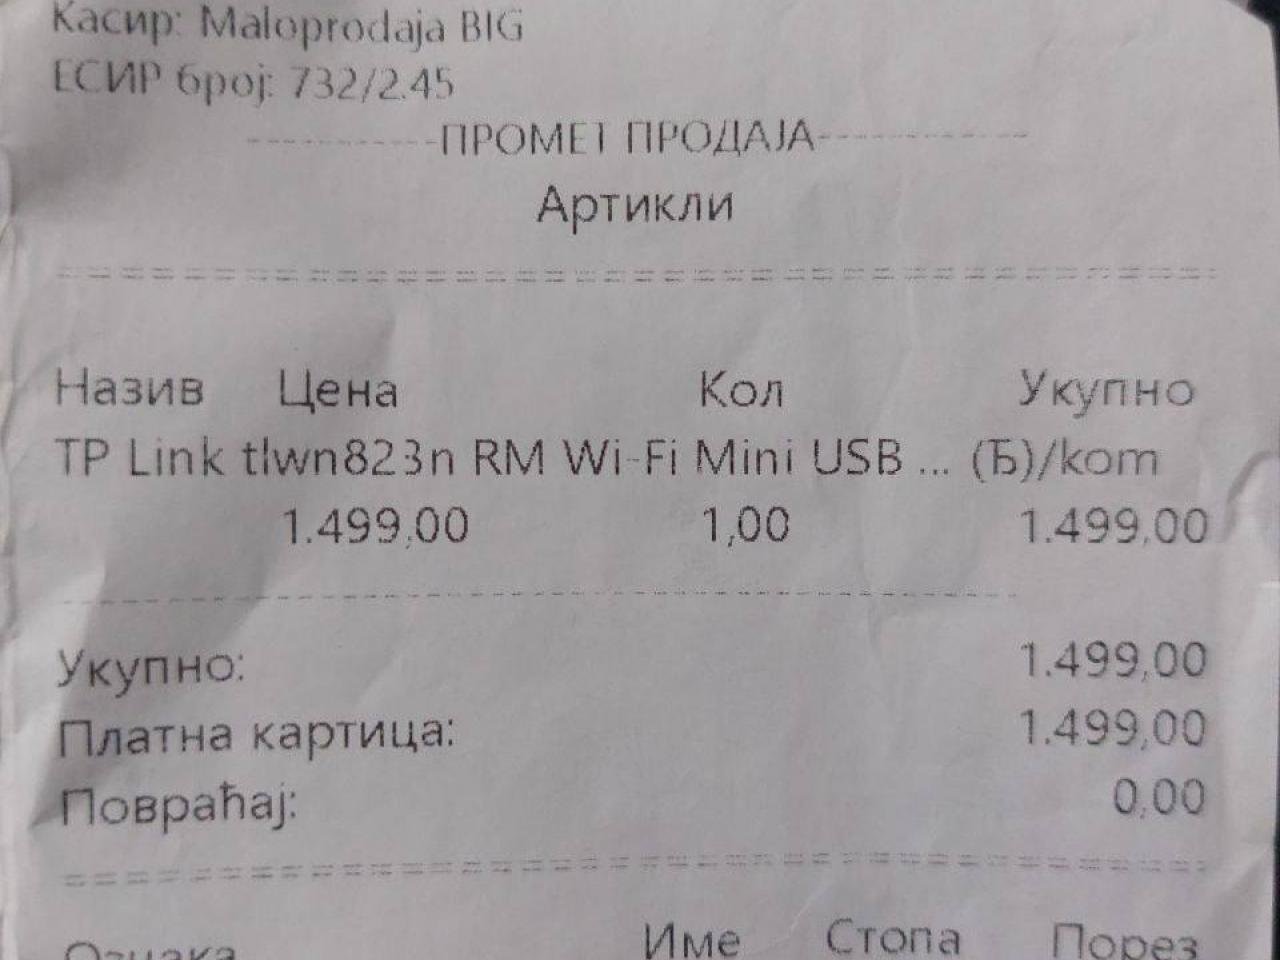 Касир: Maloprodaja BIG
ЕСИР број: 732/2.45
-----------ПРОМЕТ ПРОДАЈА-------------
Артикли
========================================
Назив Цена Кол Укупно
TP Link tlwn823n RM Wi-Fi Mini USB ... (Ђ)/kom
1.499,00 1,00 1.499,00
----------------------------------------
Укупно: 1.499,00
Платна картица: 1.499,00
Повраћај: 0,00
========================================
Ознака Име Стопа Порез